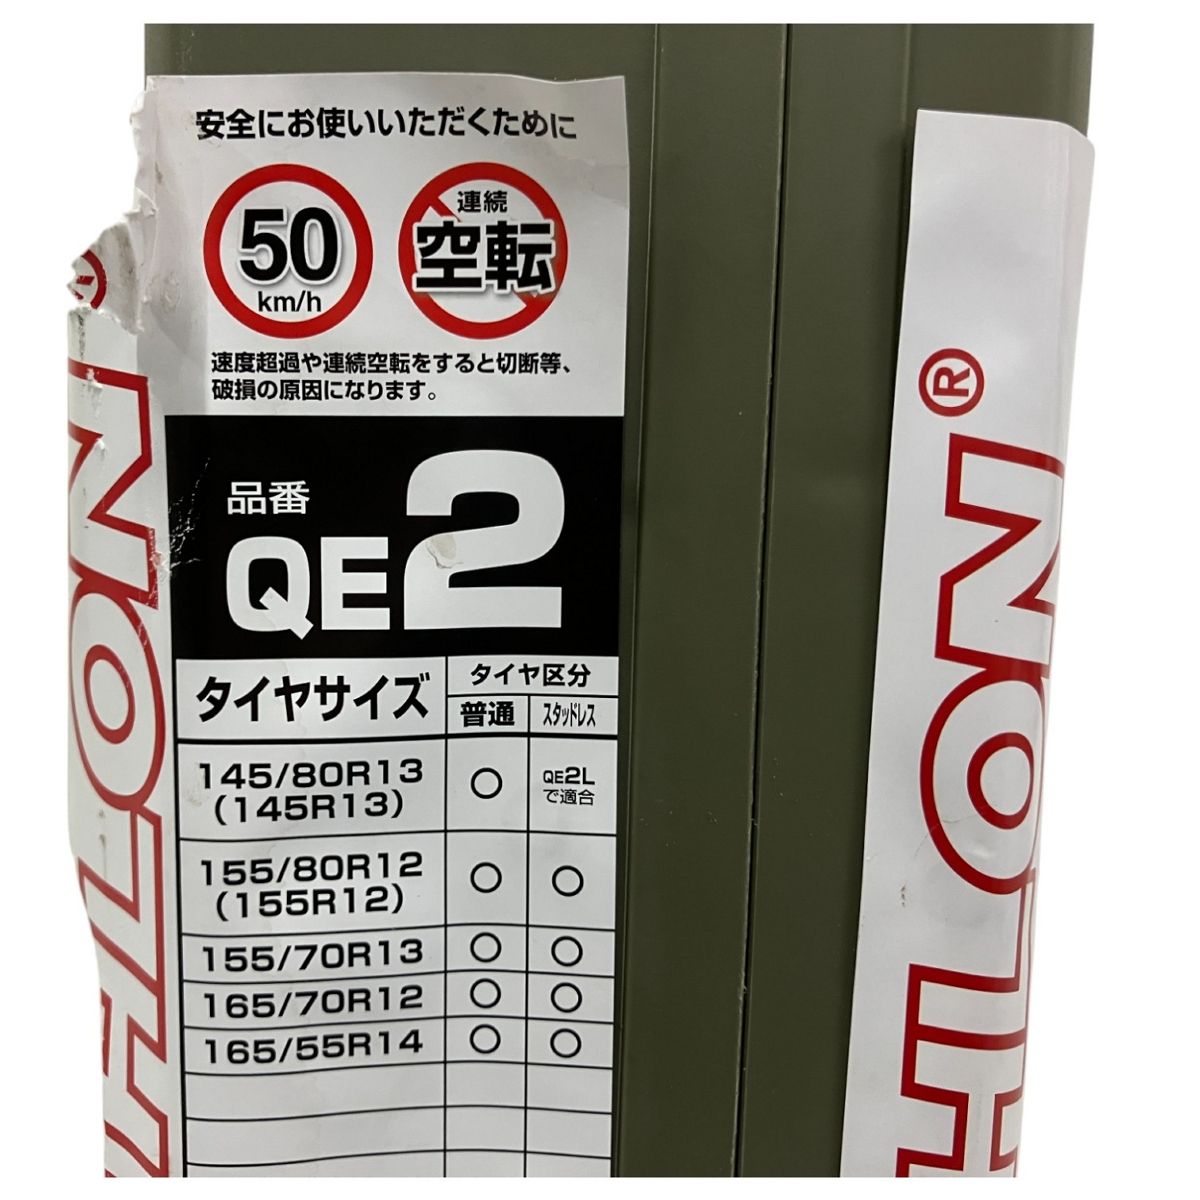 安全にお使いいただくために
50
km/h
連続
空転
速度超過や連続空転をすると切断等、
破損の原因になります。
品番
QE2
タイヤサイズ
タイヤ区分
普通
スタッドレス
145/80R13
(145R13)
○
QE2L
で適合
155/80R12
(155R12)
○ ○
155/70R13 ○ ○
165/70R12 ○ ○
165/55R14 ○ ○
HILON®
HILON®